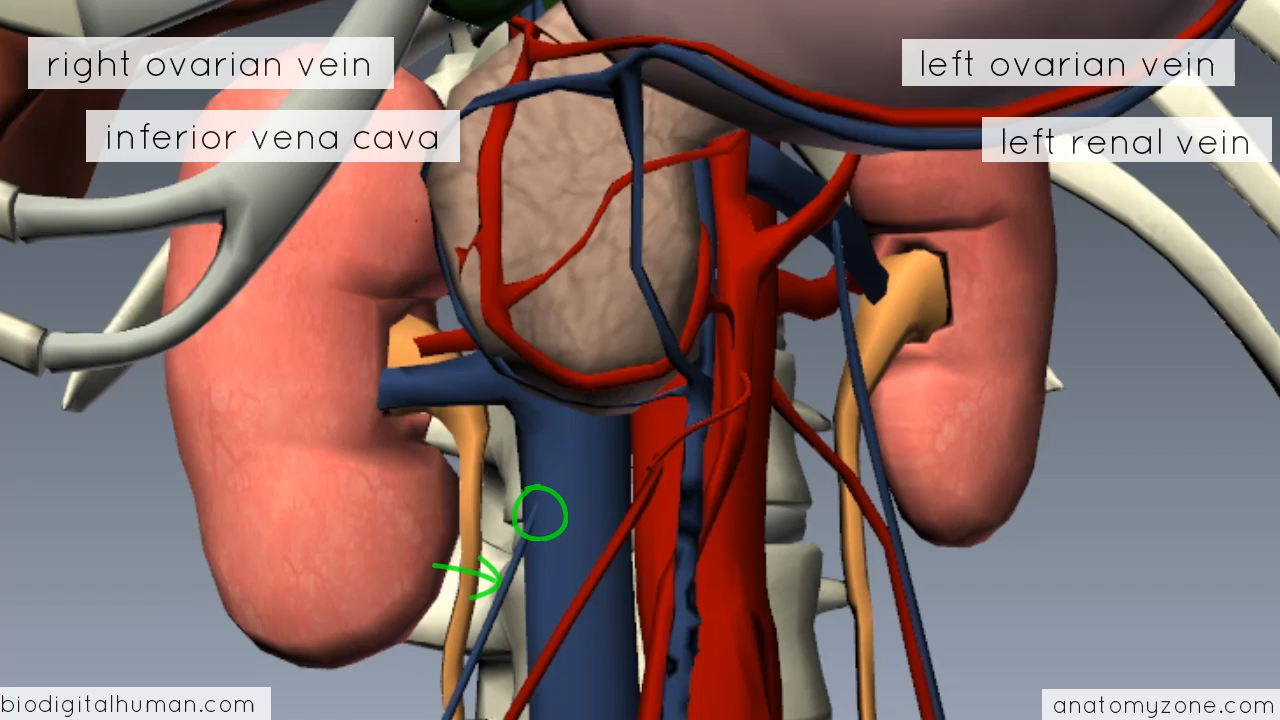 right ovarian vein
left ovarian vein
inferior vena cava
left renal vein
biodigitalhuman.com
anatomyzone.com